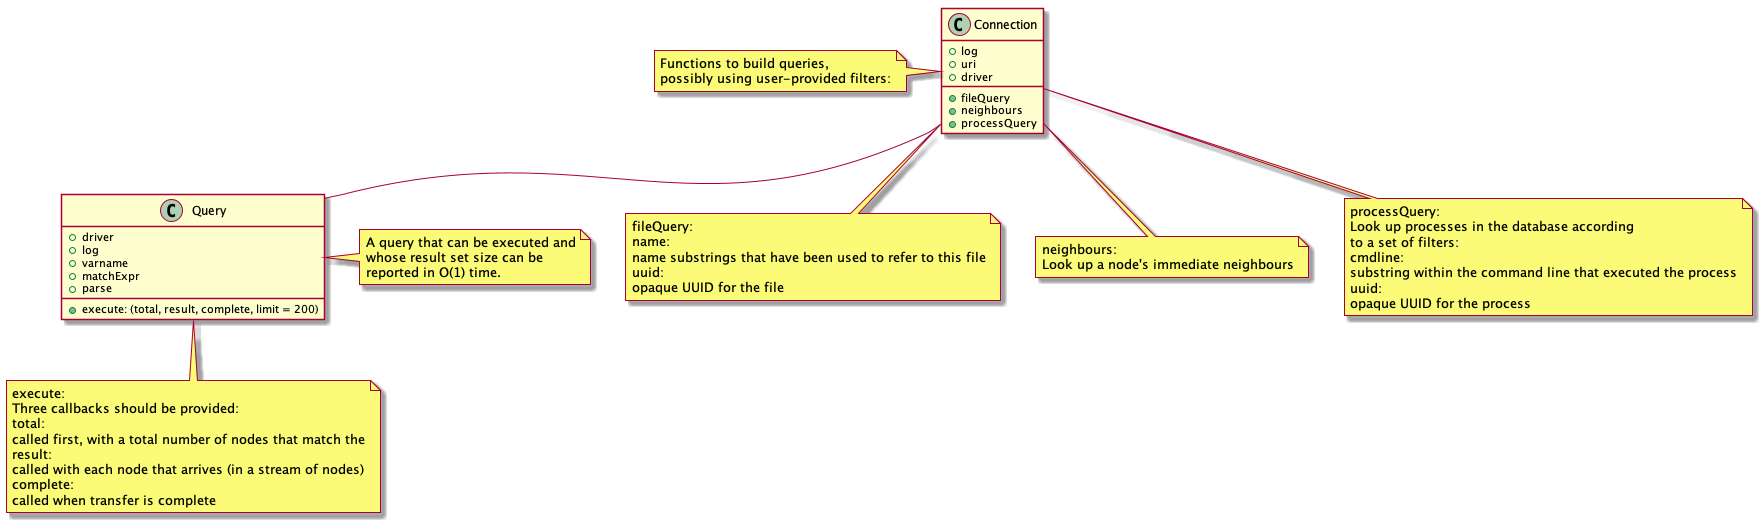 C Connection
log
uri
driver
fileQuery
neighbours
processQuery
Functions to build queries,
possibly using user-provided filters:
C Query
driver
log
varname
matchExpr
parse
execute: (total, result, complete, limit = 200)
A query that can be executed and
whose result set size can be
reported in O(1) time.
fileQuery:
name:
name substrings that have been used to refer to this file
uuid:
opaque UUID for the file
neighbours:
Look up a node's immediate neighbours
processQuery:
Look up processes in the database according
to a set of filters:
cmdline:
substring within the command line that executed the process
uuid:
opaque UUID for the process
execute:
Three callbacks should be provided:
total:
called first, with a total number of nodes that match the
result:
called with each node that arrives (in a stream of nodes)
complete:
called when transfer is complete